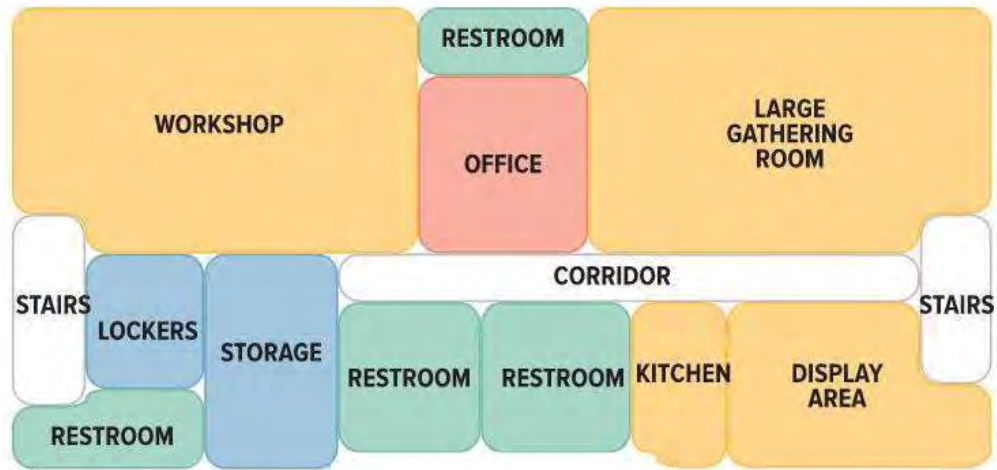 RESTROOM
WORKSHOP
OFFICE
LARGE
GATHERING
ROOM
CORRIDOR
STAIRS
LOCKERS
STORAGE
RESTROOM
RESTROOM
KITCHEN
DISPLAY
AREA
STAIRS
RESTROOM